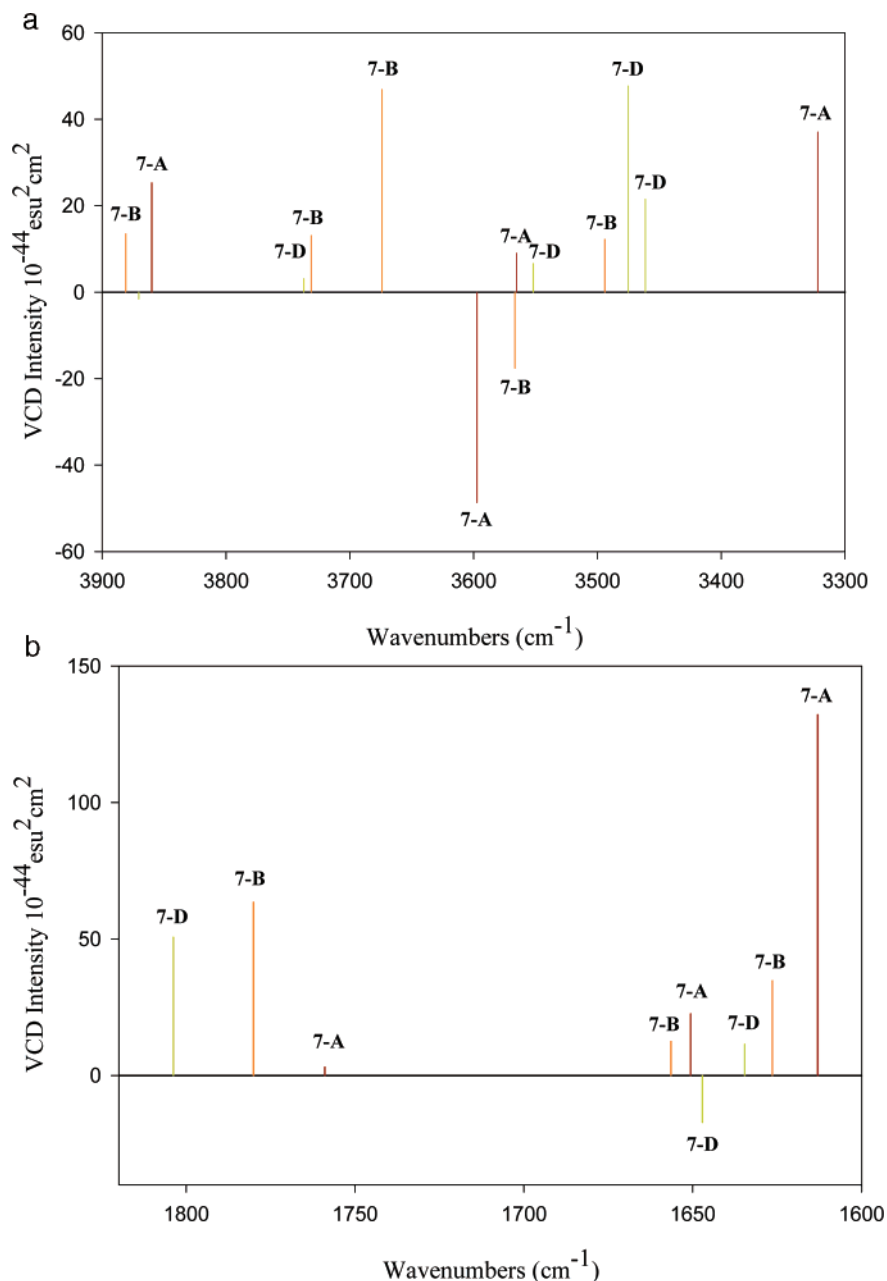 a
60
40
20
0
-20
-40
-60
VCD Intensity 10-44esu2cm2
7-B
7-A
7-D
7-B
7-B
7-A
7-A
7-D
7-B
7-B
7-D
7-D
7-A
3900 3800 3700 3600 3500 3400 3300
Wavenumbers (cm-1)
b
150
100
50
0
VCD Intensity 10-44esu2cm2
7-D
7-B
7-A
7-B
7-A
7-D
7-D
7-B
7-A
1800 1750 1700 1650 1600
Wavenumbers (cm-1)